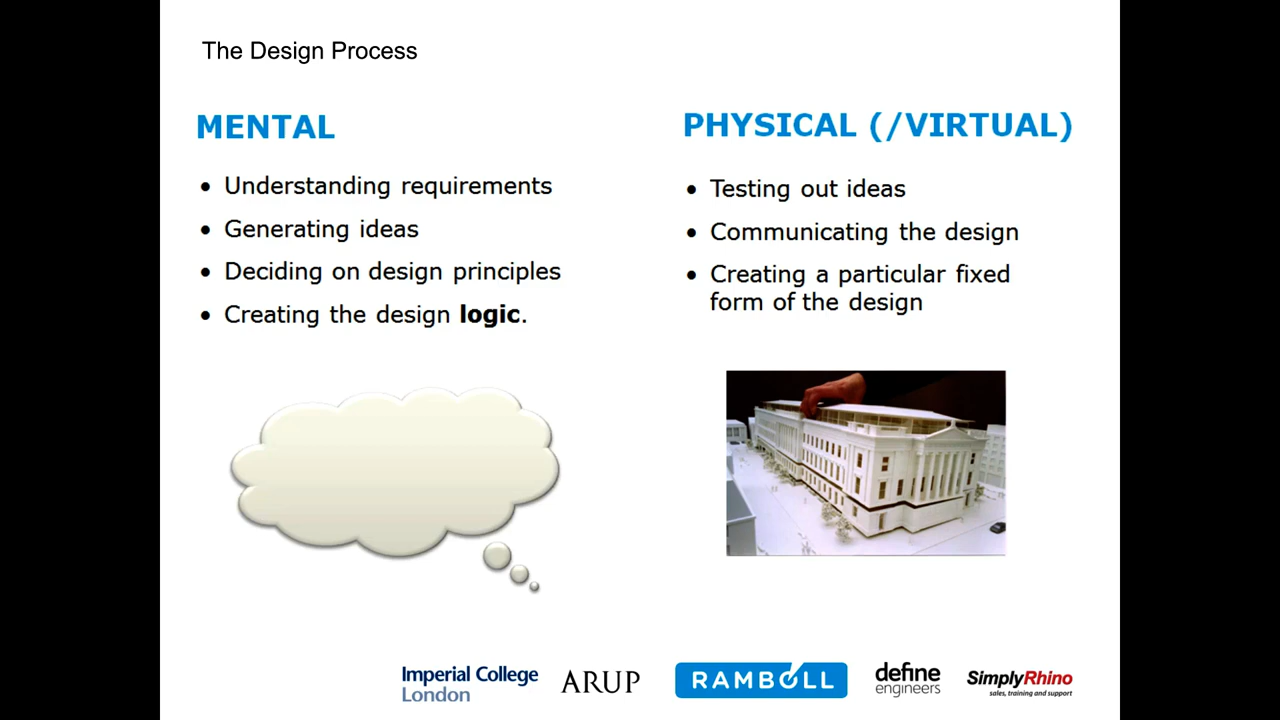 The Design Process
MENTAL
• Understanding requirements
• Generating ideas
• Deciding on design principles
• Creating the design logic.
PHYSICAL (/VIRTUAL)
• Testing out ideas
• Communicating the design
• Creating a particular fixed
form of the design
Imperial College
London
ARUP
RAMBOLL
define
engineers
SimplyRhino
sales, training and support